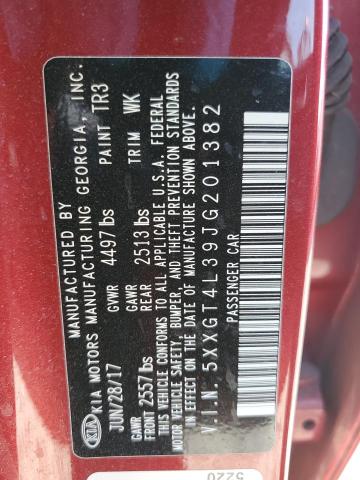 MANUFACTURED BY
KIA KIA MOTORS MANUFACTURING GEORGIA, INC.
JUN/28/17 GVWR 4497 lbs PAINT TR3
GAWR FRONT 2557 lbs GAWR REAR 2513 lbs TRIM WK
THIS VEHICLE CONFORMS TO ALL APPLICABLE U.S.A. FEDERAL
MOTOR VEHICLE SAFETY, BUMPER, AND THEFT PREVENTION STANDARDS
IN EFFECT ON THE DATE OF MANUFACTURE SHOWN ABOVE.
V.I.N. 5XXGT4L39JG201382
PASSENGER CAR
5220